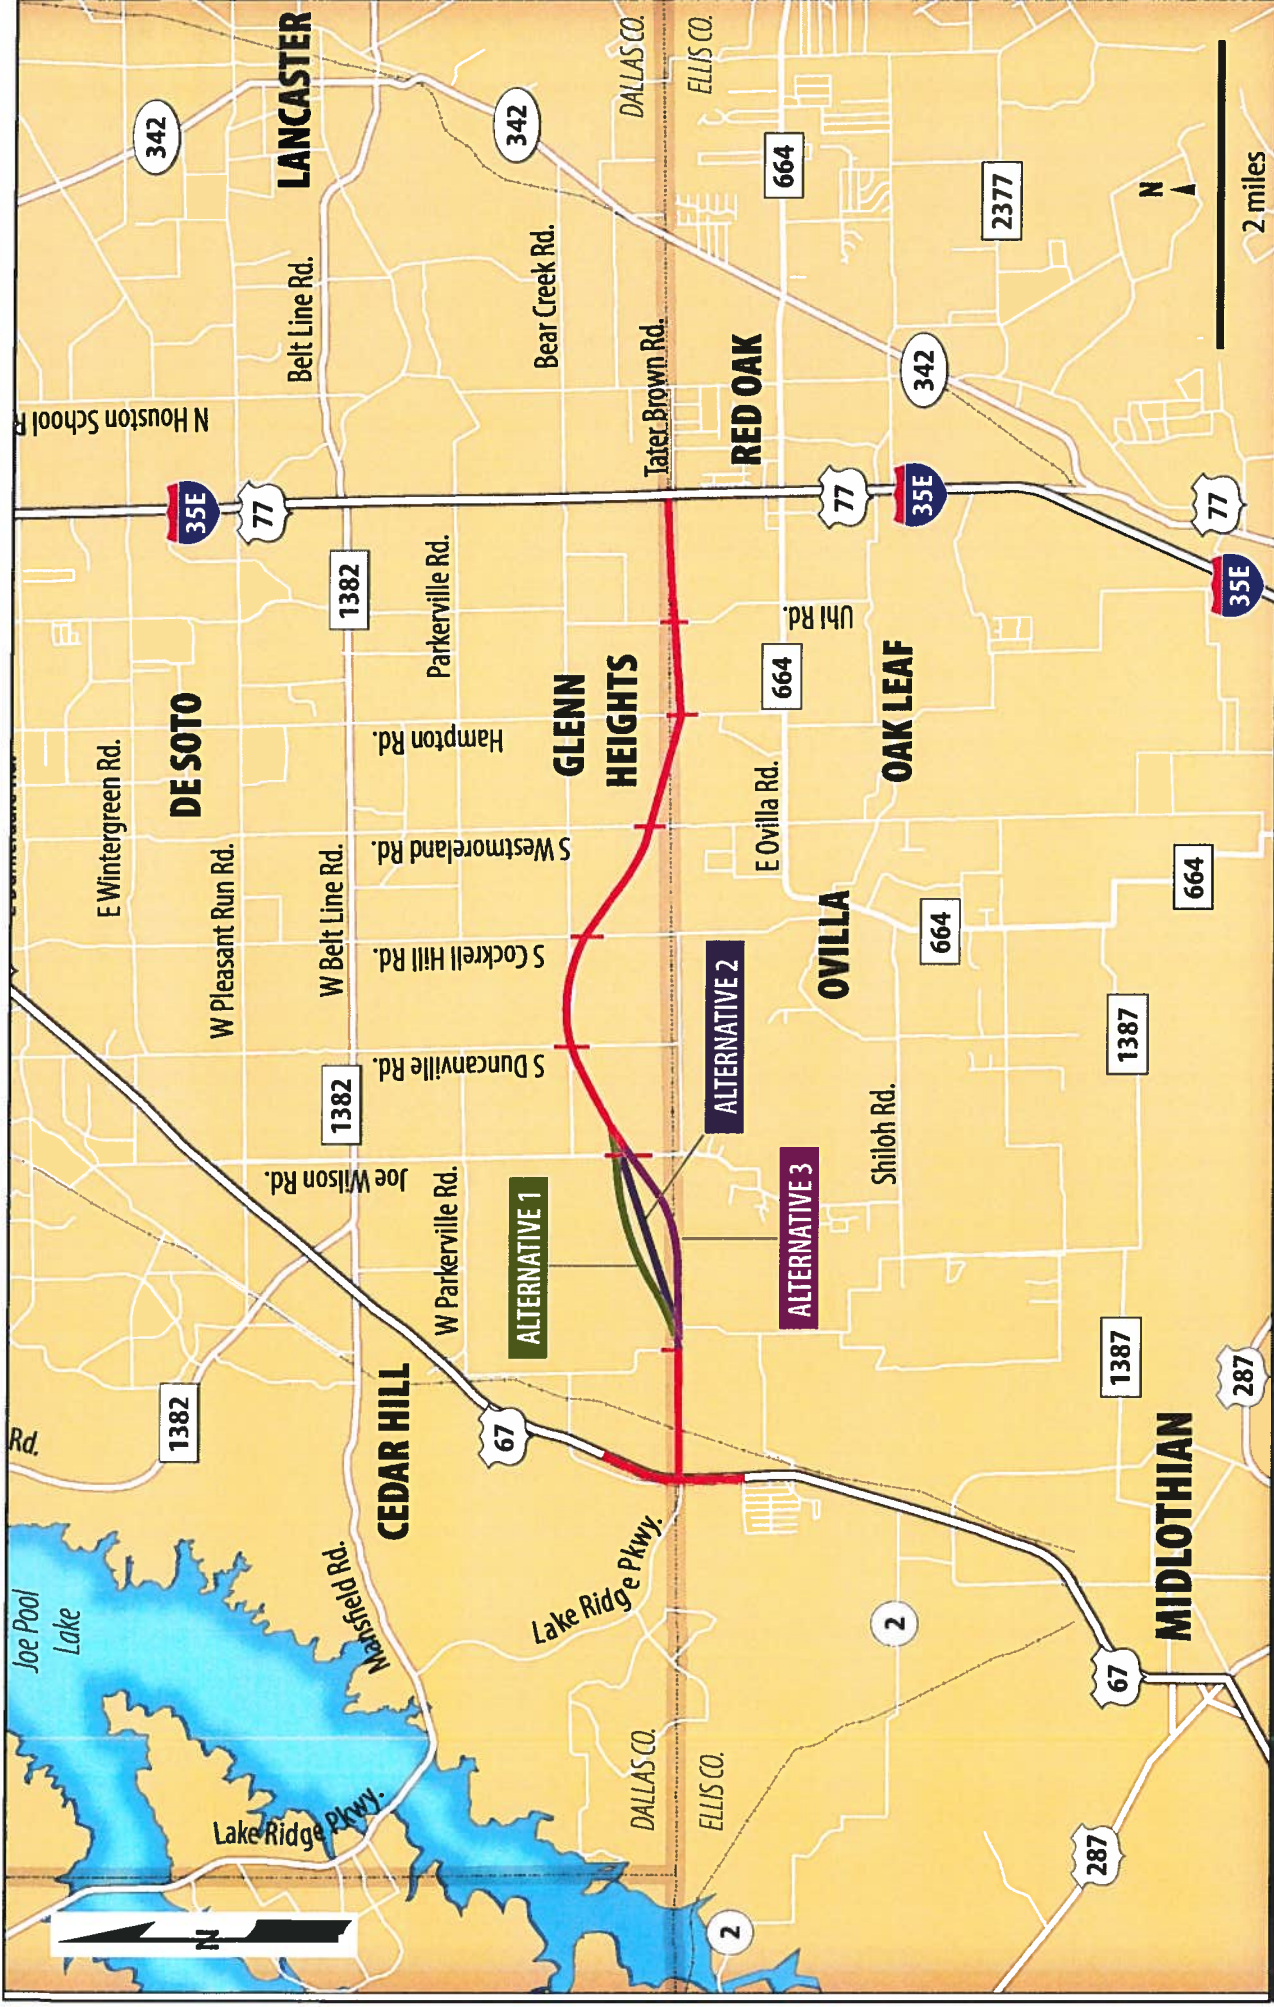 Joe Pool
Lake
Rd.
1382
E Wintergreen Rd.
DE SOTO
W Pleasant Run Rd.
35E
77
N Houston School R
342
LANCASTER
Lake Ridge Pkwy.
Mansfield Rd.
CEDAR HILL
1382
Joe Wilson Rd.
W Belt Line Rd.
1382
Belt Line Rd.
67
W Parkerville Rd.
S Duncanville Rd.
S Cockrell Hill Rd.
S Westmoreland Rd.
Hampton Rd.
Parkerville Rd.
342
Bear Creek Rd.
ALTERNATIVE 1
GLENN
HEIGHTS
Lake Ridge Pkwy.
DALLAS CO.
ELLIS CO.
Tater Brown Rd.
DALLAS CO.
ELLIS CO.
ALTERNATIVE 2
ALTERNATIVE 3
E Ovilla Rd.
664
Uhl Rd.
RED OAK
664
2
OVILLA
77
35E
2
Shiloh Rd.
664
OAK LEAF
342
2377
287
67
1387
1387
MIDLOTHIAN
287
664
77
35E
N
2 miles
N